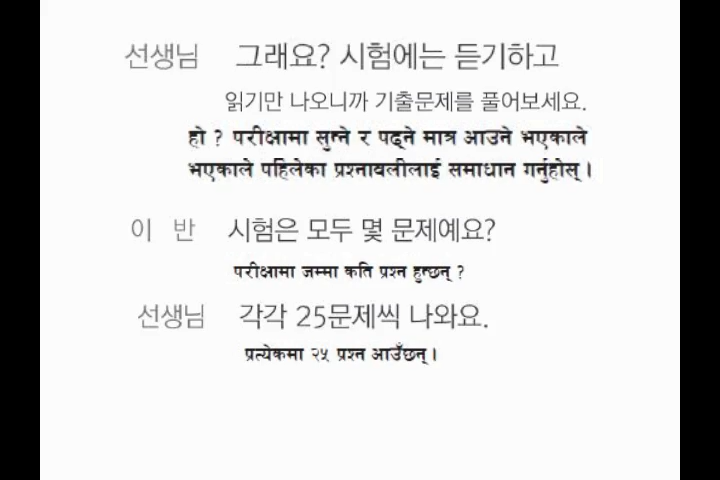 선생님 그래요? 시험에는 듣기하고
읽기만 나오니까 기출문제를 풀어보세요.
हो ? परीक्षामा सुन्ने र पढ्ने मात्र आउने भएकाले
भएकाले पहिलेका प्रश्नावलीलाई समाधान गर्नुहोस् ।
이 반 시험은 모두 몇 문제예요?
परीक्षामा जम्मा कति प्रश्न हुन्छन् ?
선생님 각각 25문제씩 나와요.
प्रत्येकमा २५ प्रश्न आउँछन् ।